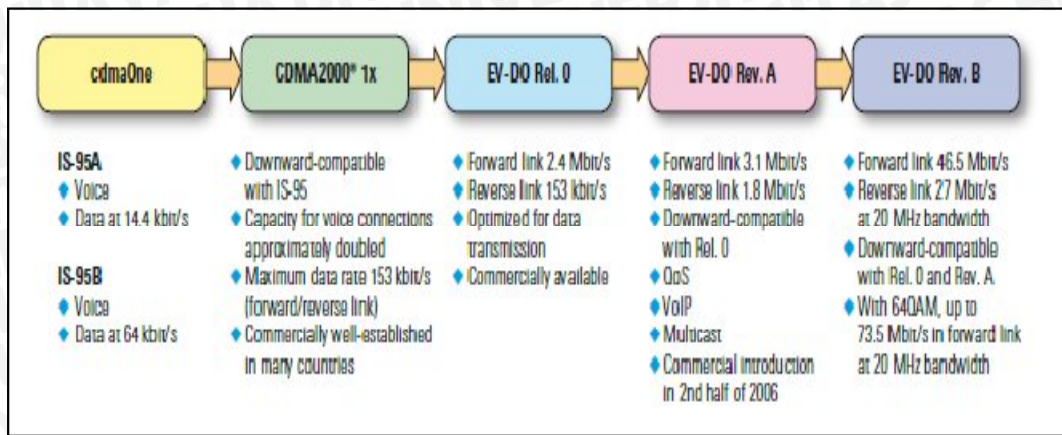 cdmaOne
CDMA2000® 1x
EV-DO Rel. 0
EV-DO Rev. A
EV-DO Rev. B
IS-95A
♦ Voice
♦ Data at 14.4 kbit/s
IS-95B
♦ Voice
♦ Data at 64 kbit/s
♦ Downward-compatible
with IS-95
♦ Capacity for voice connections
approximately doubled
♦ Maximum data rate 153 kbit/s
(forward/reverse link)
♦ Commercially well-established
in many countries
♦ Forward link 2.4 Mbit/s
♦ Reverse link 153 kbit/s
♦ Optimized for data
transmission
♦ Commercially available
♦ Forward link 3.1 Mbit/s
♦ Reverse link 1.8 Mbit/s
♦ Downward-compatible
with Rel. 0
♦ QoS
♦ VoIP
♦ Multicast
♦ Commercial introduction
in 2nd half of 2006
♦ Forward link 46.5 Mbit/s
♦ Reverse link 27 Mbit/s
at 20 MHz bandwidth
♦ Downward-compatible
with Rel. 0 and Rev. A
♦ With 64QAM, up to
73.5 Mbit/s in forward link
at 20 MHz bandwidth